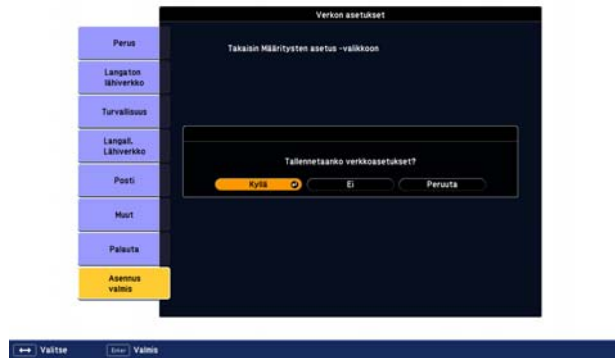 Verkon asetukset
Perus
Takaisin Määritysten asetus -valikkoon
Langaton
lähiverkko
Turvallisuus
Langall.
Lähiverkko
Tallennetaanko verkkoasetukset?
Posti
Kyllä
Ei
Peruuta
Muut
Palauta
Asennus
valmis
Valitse
Enter Valmis